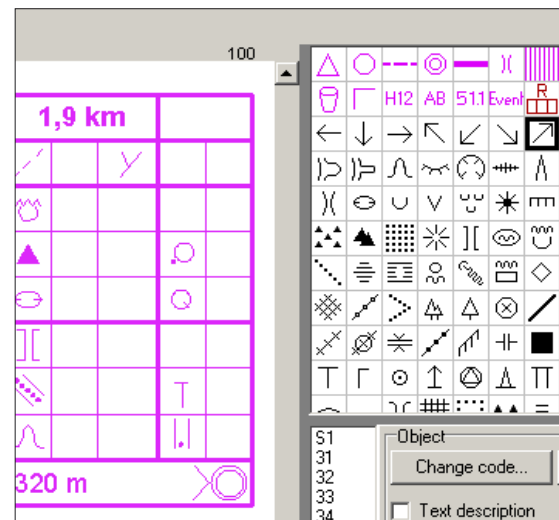 100
1,9 km
H12 AB 51.1 Event
R
320 m
S1
31
32
33
34
Object
Change code...
Text description